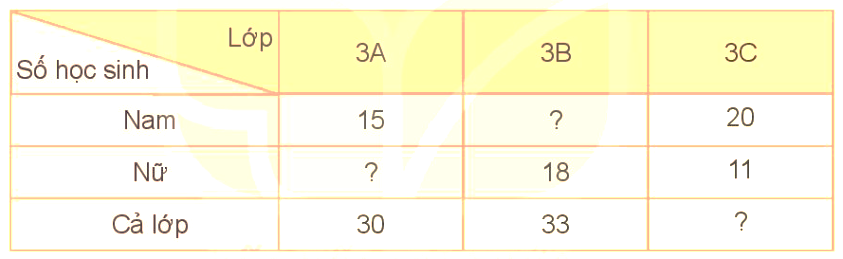 Lớp
Số học sinh
3A 3B 3C
Nam 15 ? 20
Nữ ? 18 11
Cả lớp 30 33 ?